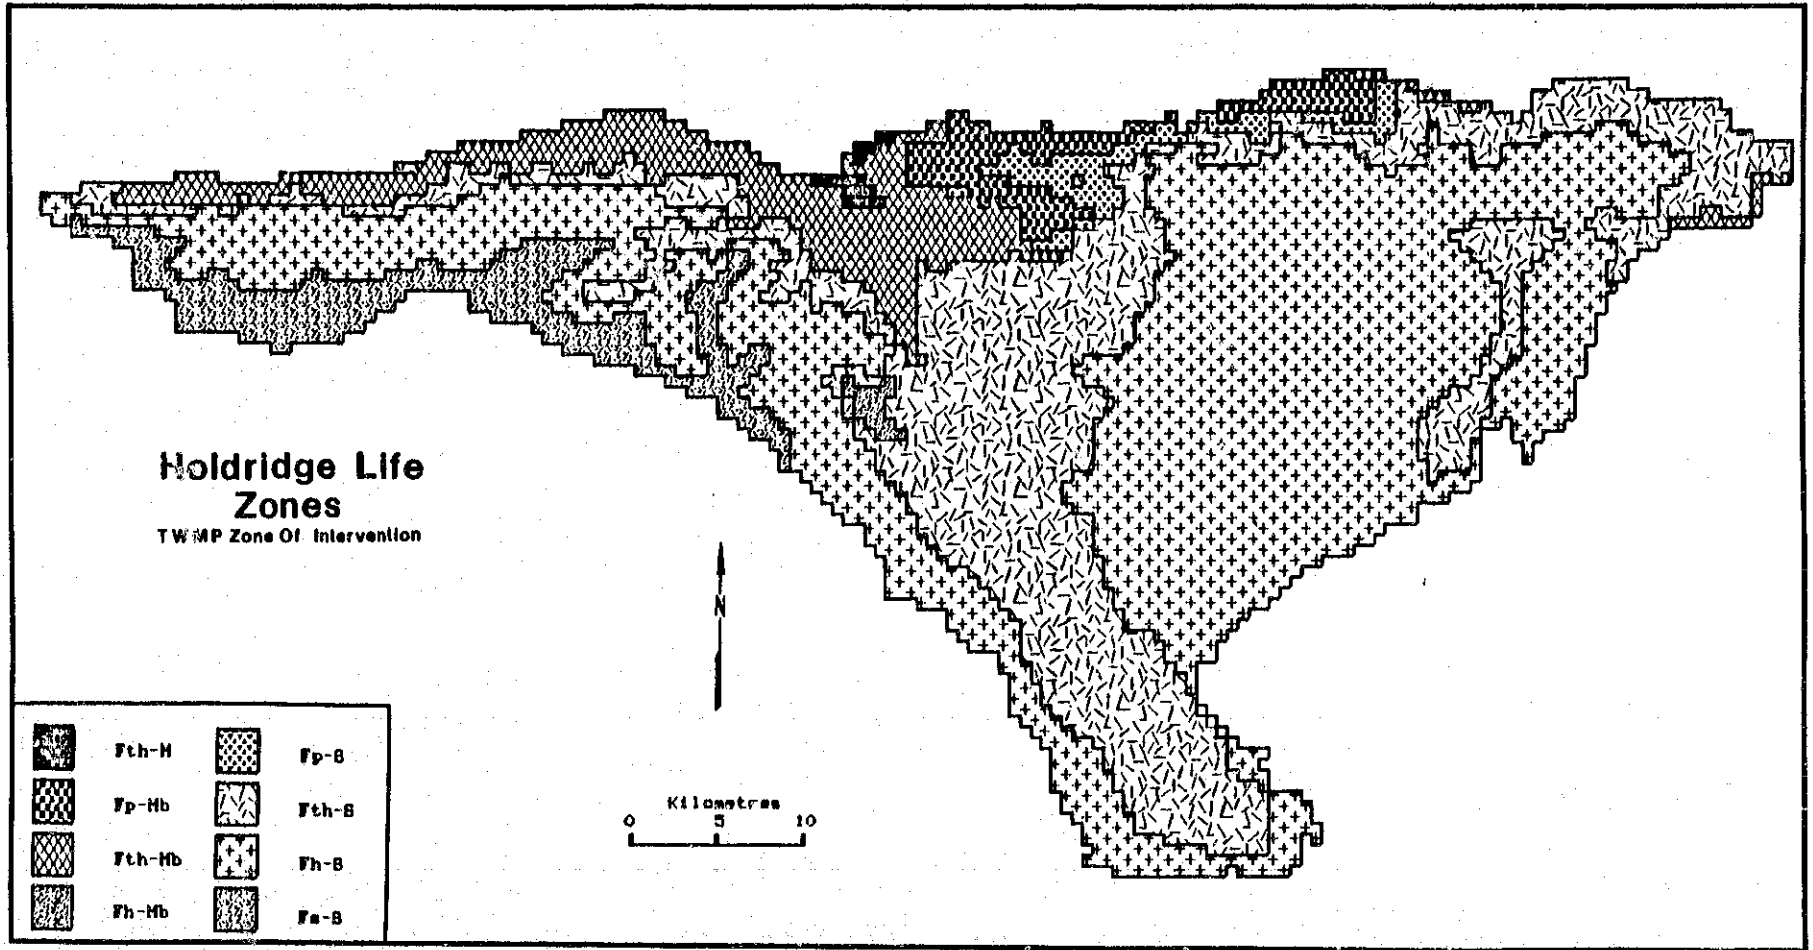 Holdridge Life
Zones
TWMP Zone Of Intervention
N
Kilometres
0 5 10
Fth-M
Fp-B
Fp-Mb
Fth-B
Fth-Mb
Fh-B
Fh-Mb
Fs-B